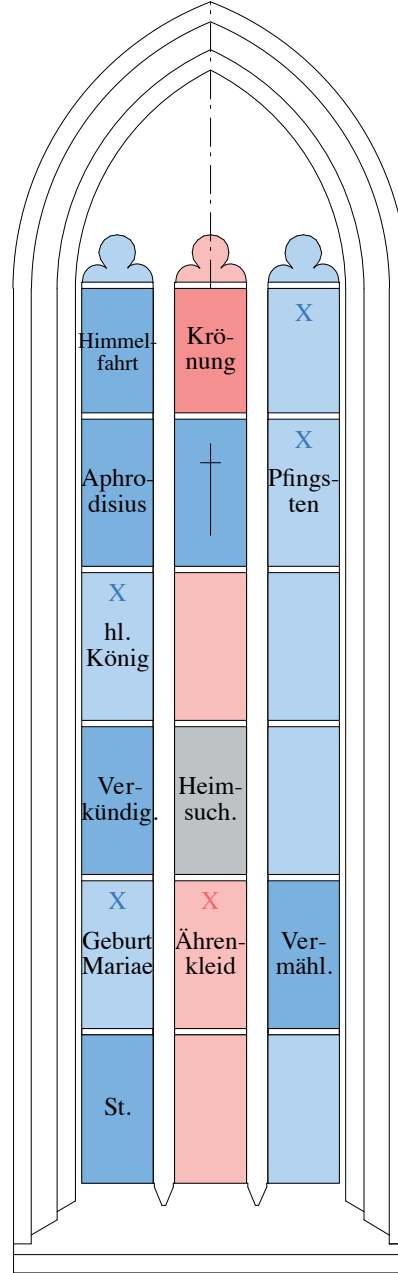 X
Himmel-
fahrt
Krö-
nung
X
Aphro-
disius
Pfings-
ten
X
hl.
König
Ver-
kündig.
Heim-
such.
X
Geburt
Mariae
X
Ähren-
kleid
Ver-
mähl.
St.